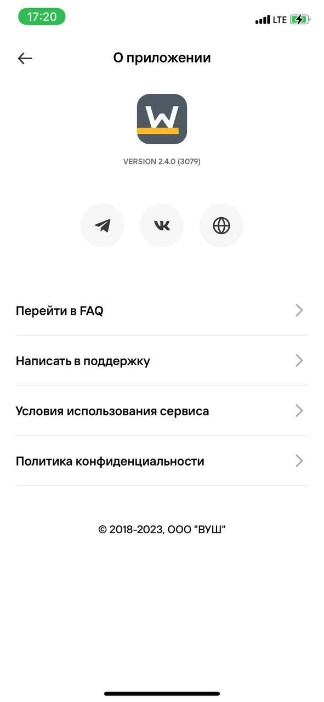 17:20
LTE
О приложении
W
VERSION 2.4.0 (3079)
Перейти в FAQ
Написать в поддержку
Условия использования сервиса
Политика конфиденциальности
© 2018-2023, ООО "ВУШ"